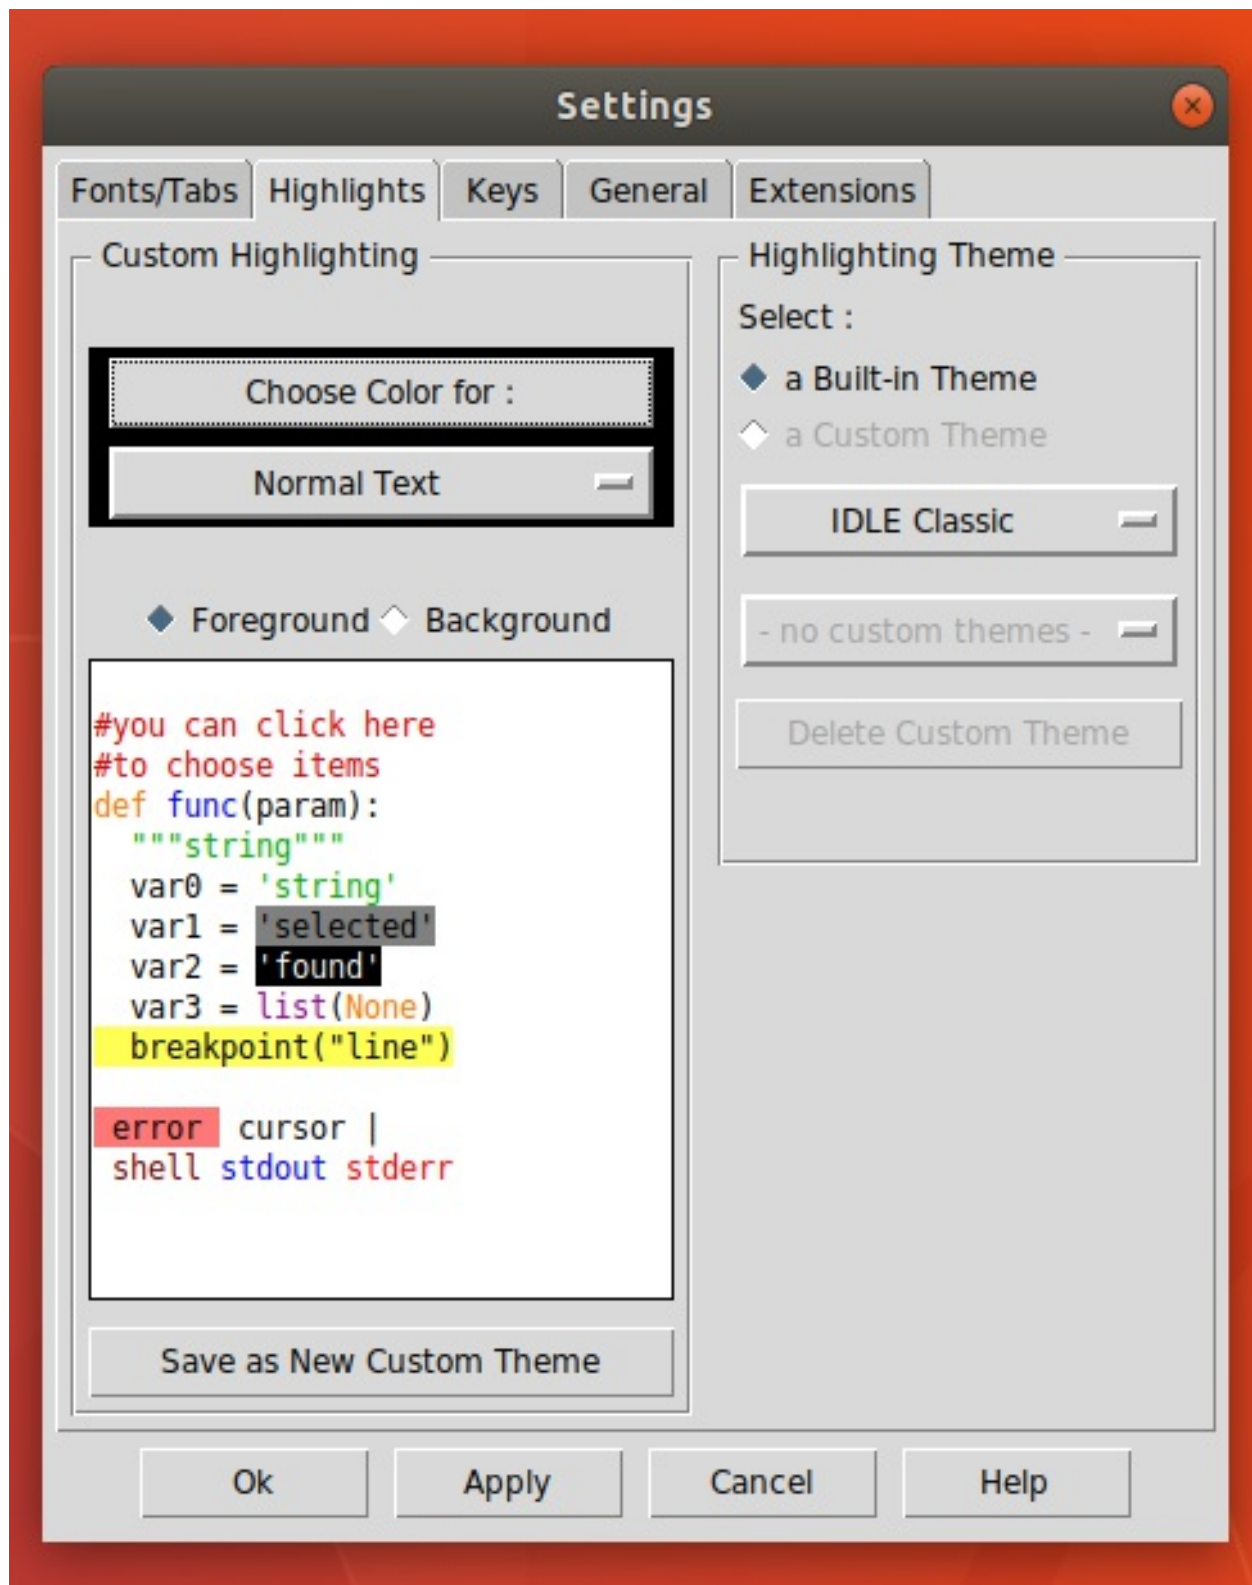 Settings
Fonts/Tabs Highlights Keys General Extensions
Custom Highlighting
Choose Color for :
Normal Text
Foreground Background
#you can click here
#to choose items
def func(param):
  """string"""
  var0 = 'string'
  var1 = 'selected'
  var2 = 'found'
  var3 = list(None)
  breakpoint("line")
 error  cursor |
 shell stdout stderr
Save as New Custom Theme
Highlighting Theme
Select :
a Built-in Theme
a Custom Theme
IDLE Classic
- no custom themes -
Delete Custom Theme
Ok Apply Cancel Help